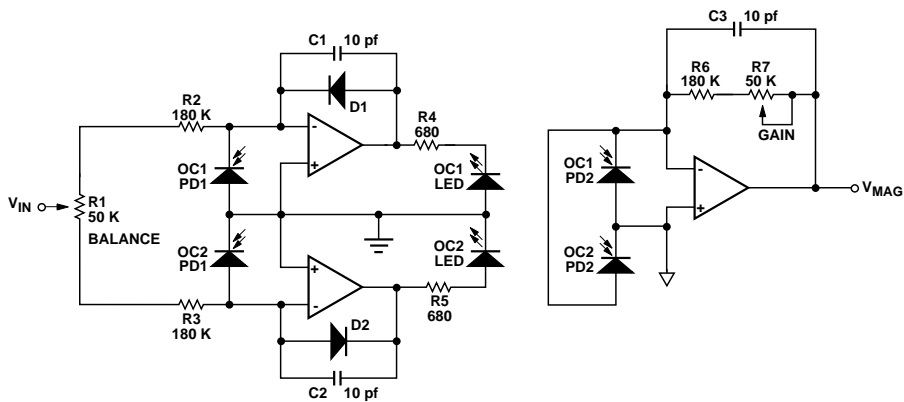 C1 10 pf
D1
R2
180 K
R4
680
OC1
PD1
OC1
LED
V_IN
R1
50 K
BALANCE
OC2
PD1
OC2
LED
R5
680
R3
180 K
D2
C2 10 pf
- 
+
+
-
C3 10 pf
R6
180 K
R7
50 K
GAIN
OC1
PD2
-
+
V_MAG
OC2
PD2